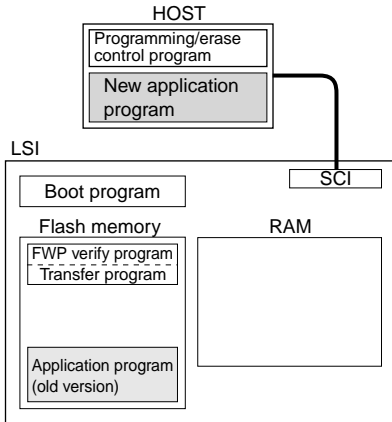 HOST
Programming/erase
control program
New application
program
LSI
SCI
Boot program
Flash memory
RAM
FWP verify program
Transfer program
Application program
(old version)